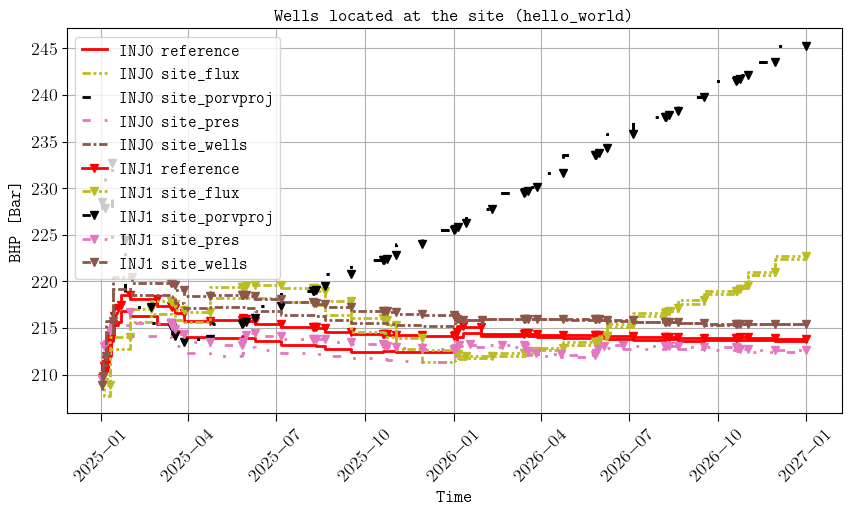 Wells located at the site (hello_world)
INJ0 reference
INJ0 site_flux
INJ0 site_porvproj
INJ0 site_pres
INJ0 site_wells
INJ1 reference
INJ1 site_flux
INJ1 site_porvproj
INJ1 site_pres
INJ1 site_wells
BHP [Bar]
245
240
235
230
225
220
215
210
2025−01
2025−04
2025−07
2025−10
2026−01
2026−04
2026−07
2026−10
2027−01
Time